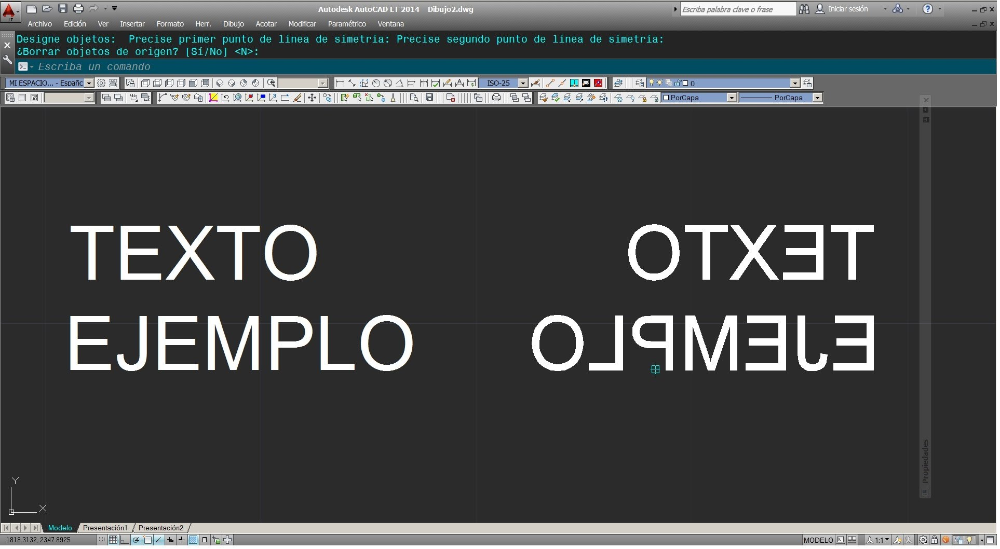 Autodesk AutoCAD LT 2014 Dibujo2.dwg
Escriba palabra clave o frase
Iniciar sesión
LT
Archivo Edición Ver Insertar Formato Herr. Dibujo Acotar Modificar Paramétrico Ventana
Designe objetos: Precise primer punto de línea de simetría: Precise segundo punto de línea de simetría:
¿Borrar objetos de origen? [Sí/No] <N>:
Escriba un comando
MI ESPACIO... - Españc
ISO-25
0
PorCapa
PorCapa
TEXTO TEXTO
EJEMPLO EJEMPLO
Propiedades
Y
X
Modelo Presentación1 Presentación2
1818.3132, 2347.8925
MODELO
1:1